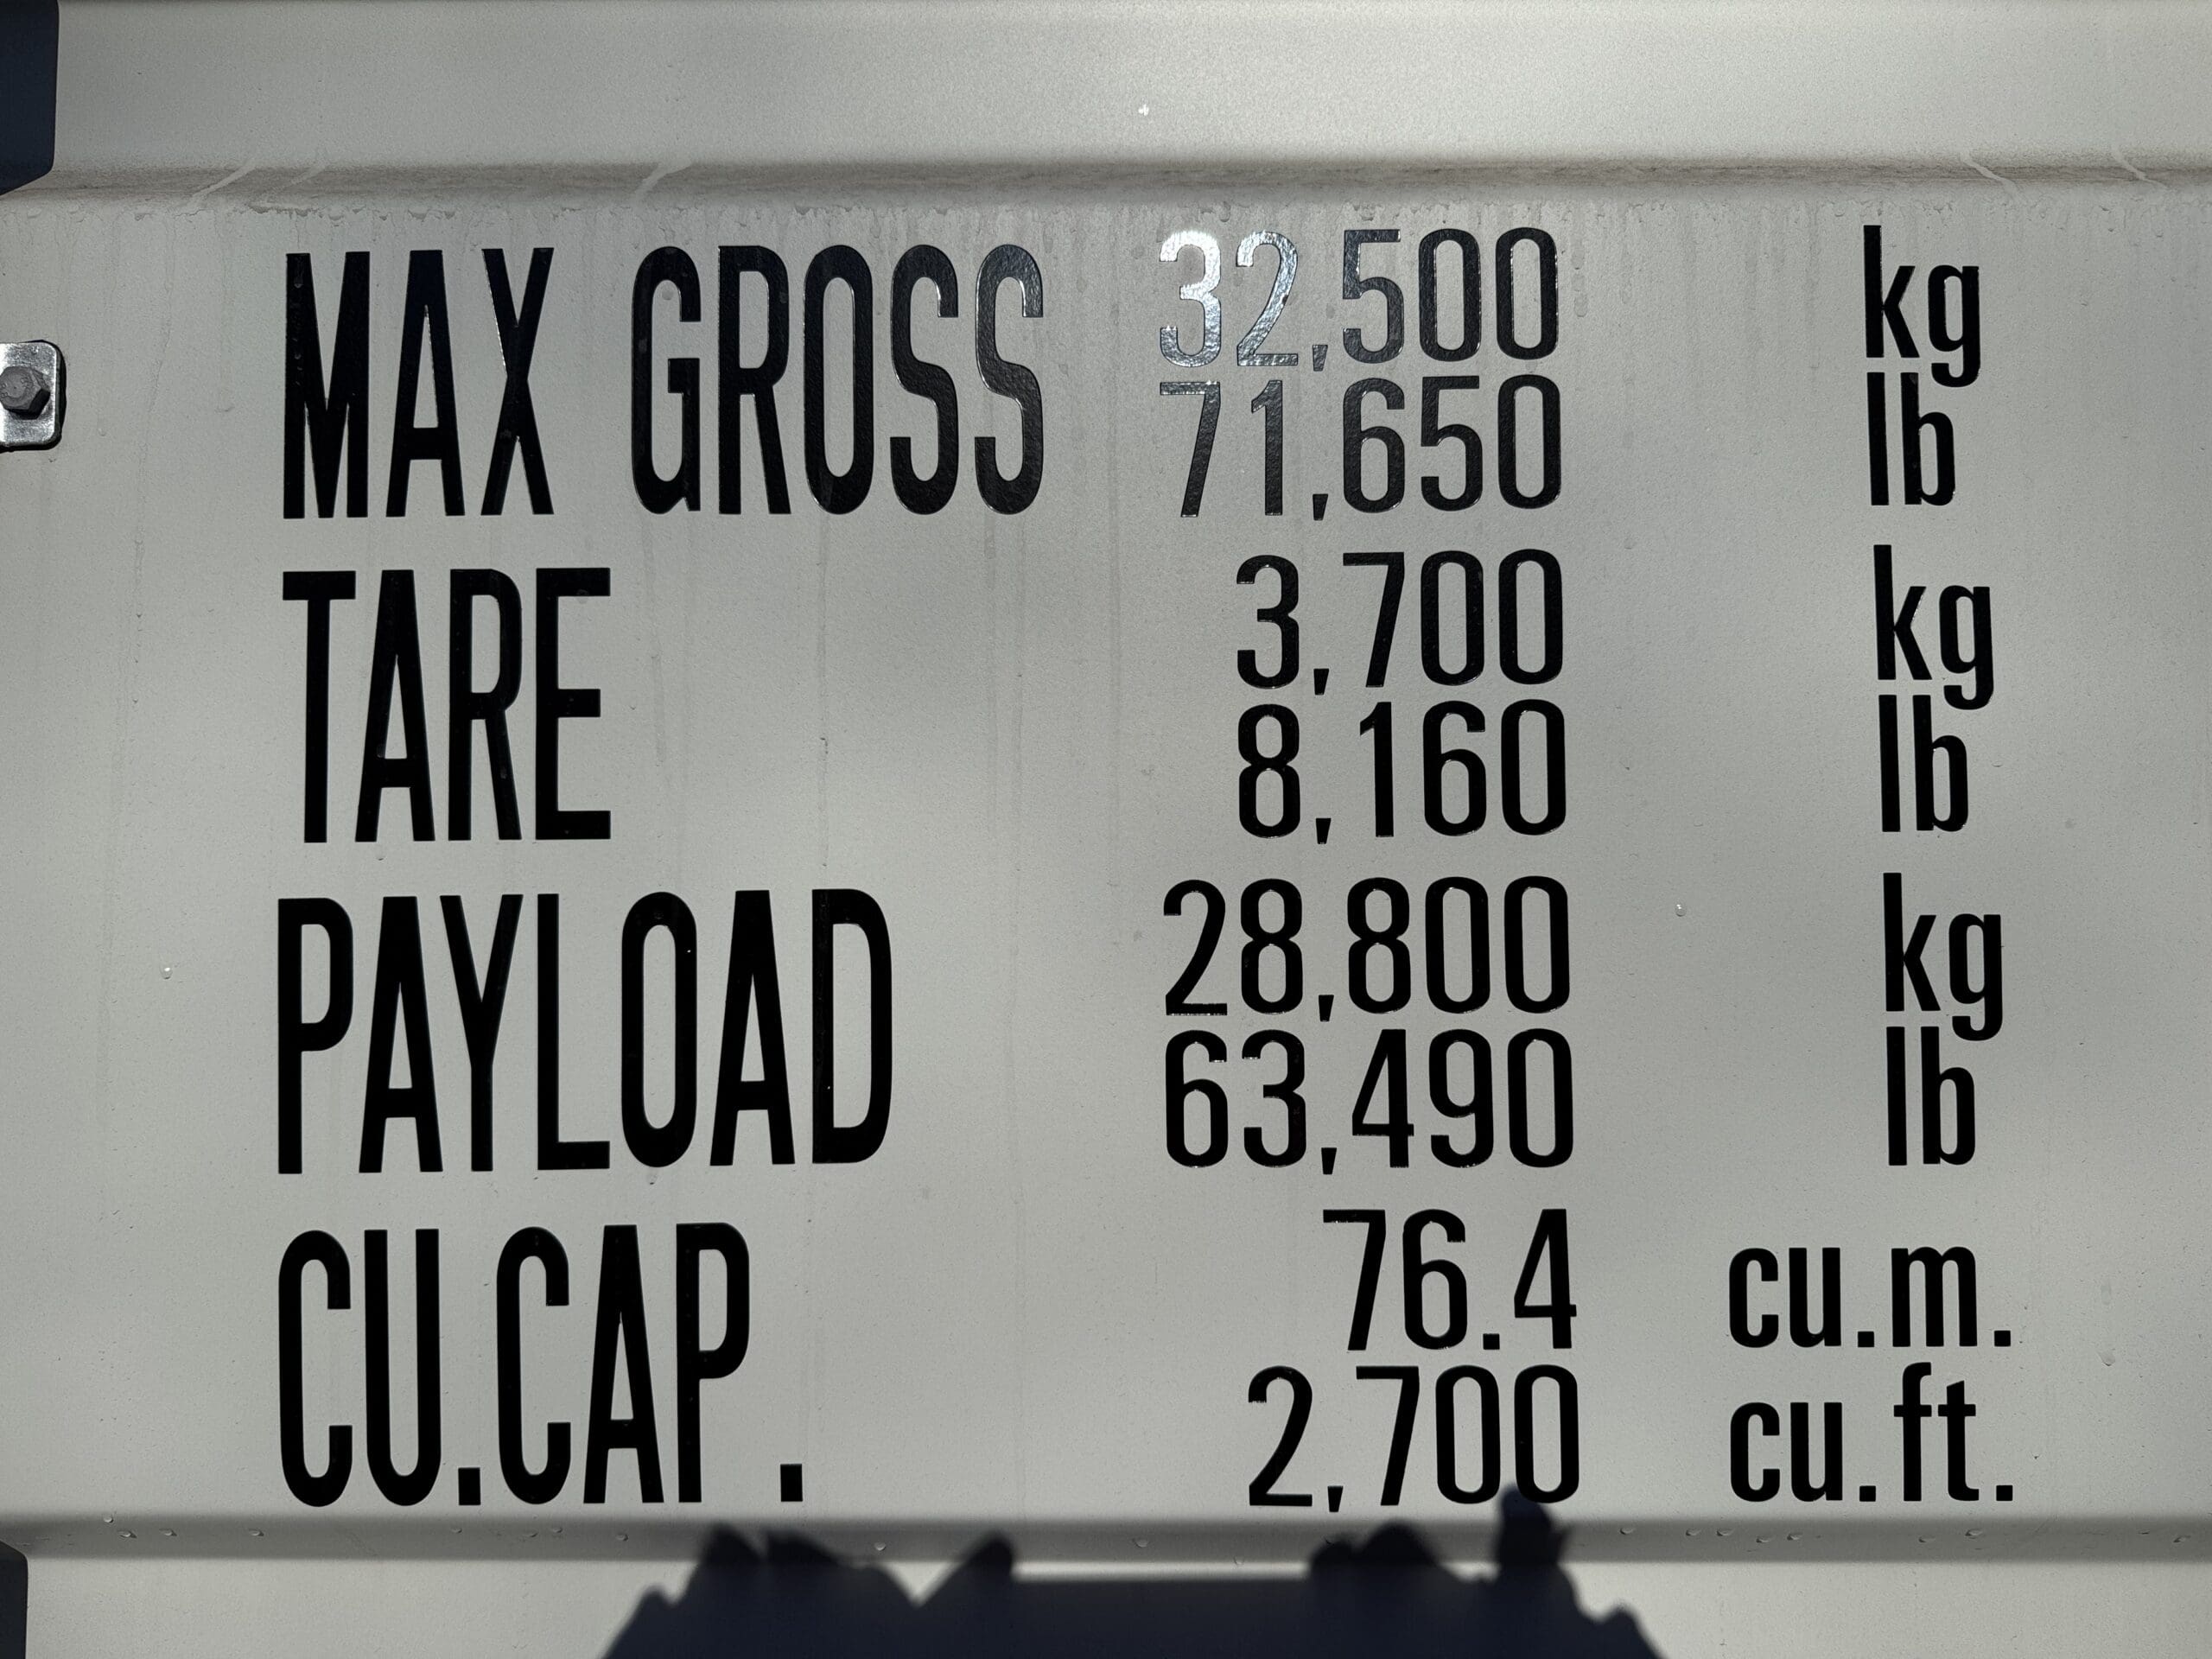 MAX GROSS 32,500 kg
71,650 lb
TARE 3,700 kg
8,160 lb
PAYLOAD 28,800 kg
63,490 lb
CU.CAP. 76.4 cu.m.
2,700 cu.ft.